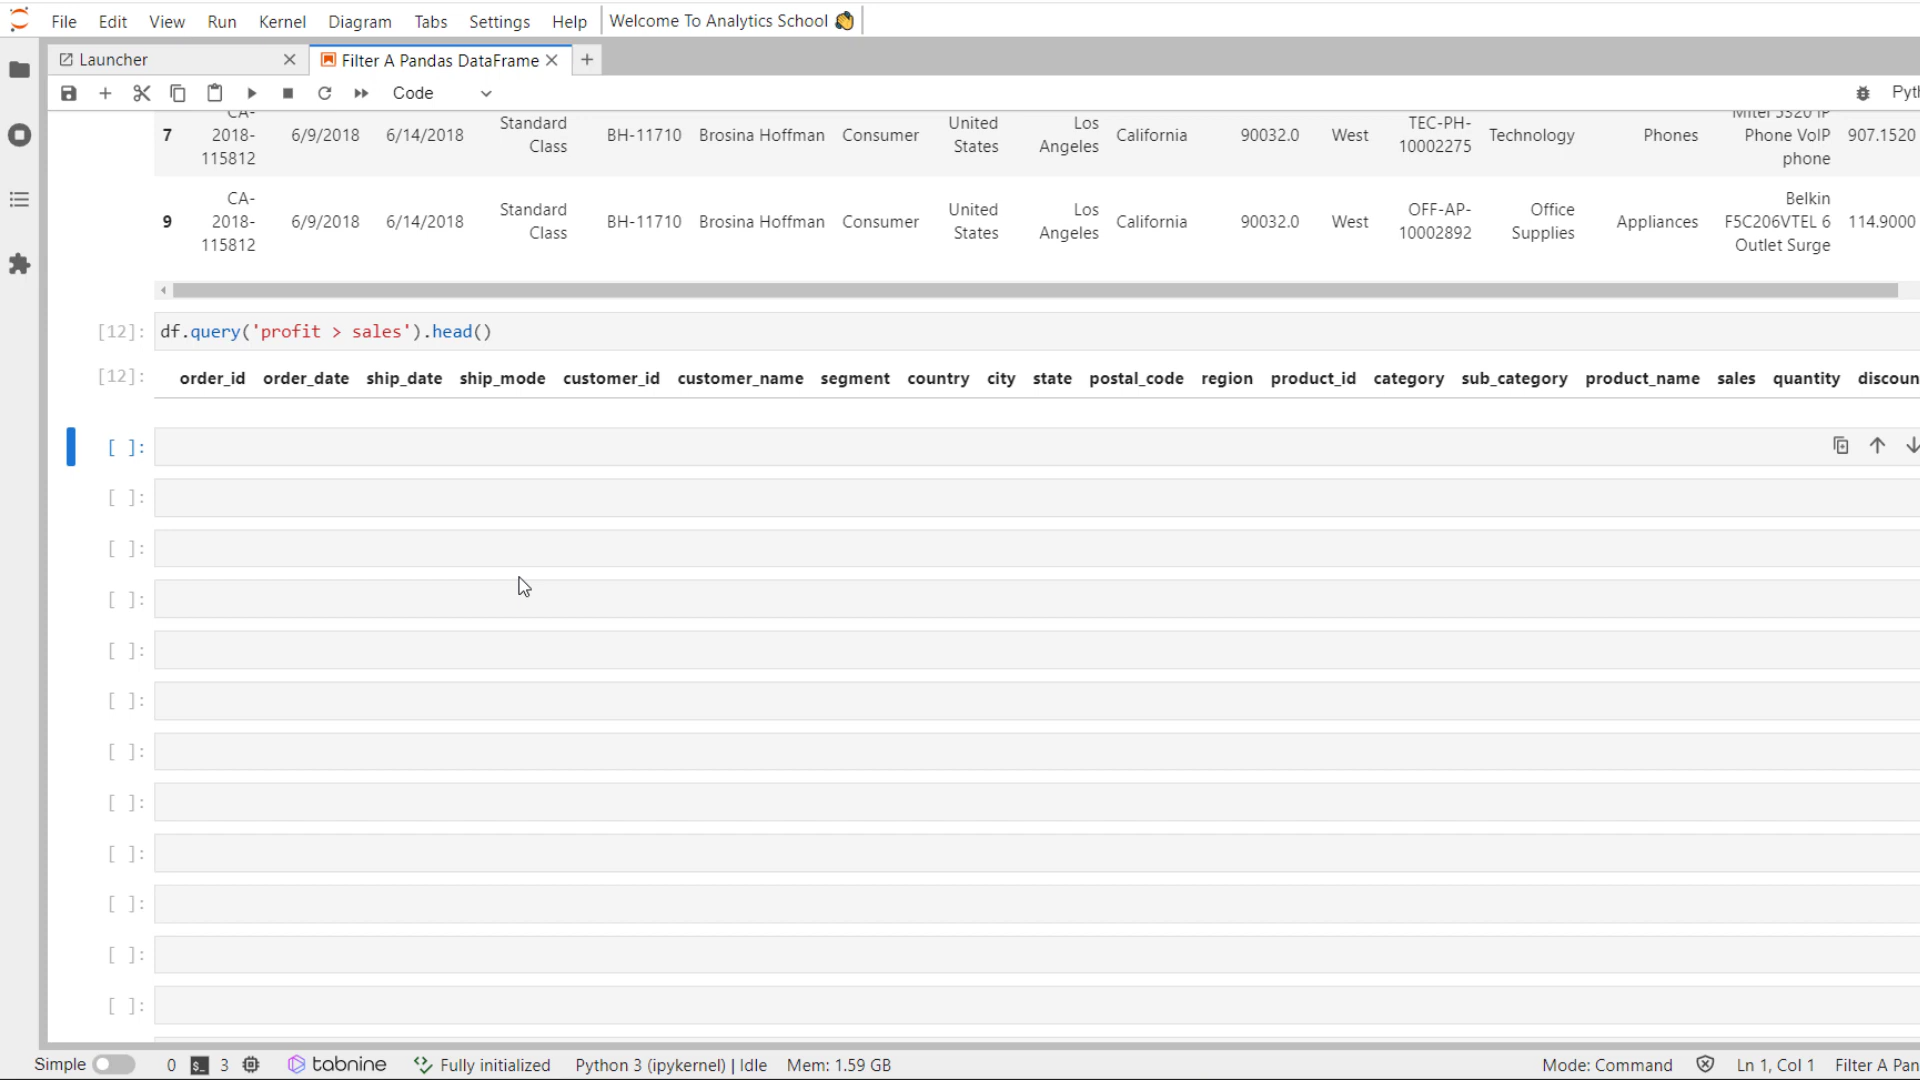 File Edit View Run Kernel Diagram Tabs Settings Help Welcome To Analytics School 👏
Launcher Filter A Pandas DataFrame
Code
7 CA-2018-115812 6/9/2018 6/14/2018 Standard Class BH-11710 Brosina Hoffman Consumer United States Los Angeles California 90032.0 West TEC-PH-10002275 Technology Phones Mitel 5320 IP Phone VoIP phone 907.1520
9 CA-2018-115812 6/9/2018 6/14/2018 Standard Class BH-11710 Brosina Hoffman Consumer United States Los Angeles California 90032.0 West OFF-AP-10002892 Office Supplies Appliances Belkin F5C206VTEL 6 Outlet Surge 114.9000
[12]: df.query('profit > sales').head()
[12]: order_id order_date ship_date ship_mode customer_id customer_name segment country city state postal_code region product_id category sub_category product_name sales quantity discoun
[ ]:
[ ]:
[ ]:
[ ]:
[ ]:
[ ]:
[ ]:
[ ]:
[ ]:
[ ]:
[ ]:
[ ]:
Simple 0 $_ 3 tabnine Fully initialized Python 3 (ipykernel) | Idle Mem: 1.59 GB Mode: Command Ln 1, Col 1 Filter A Pan